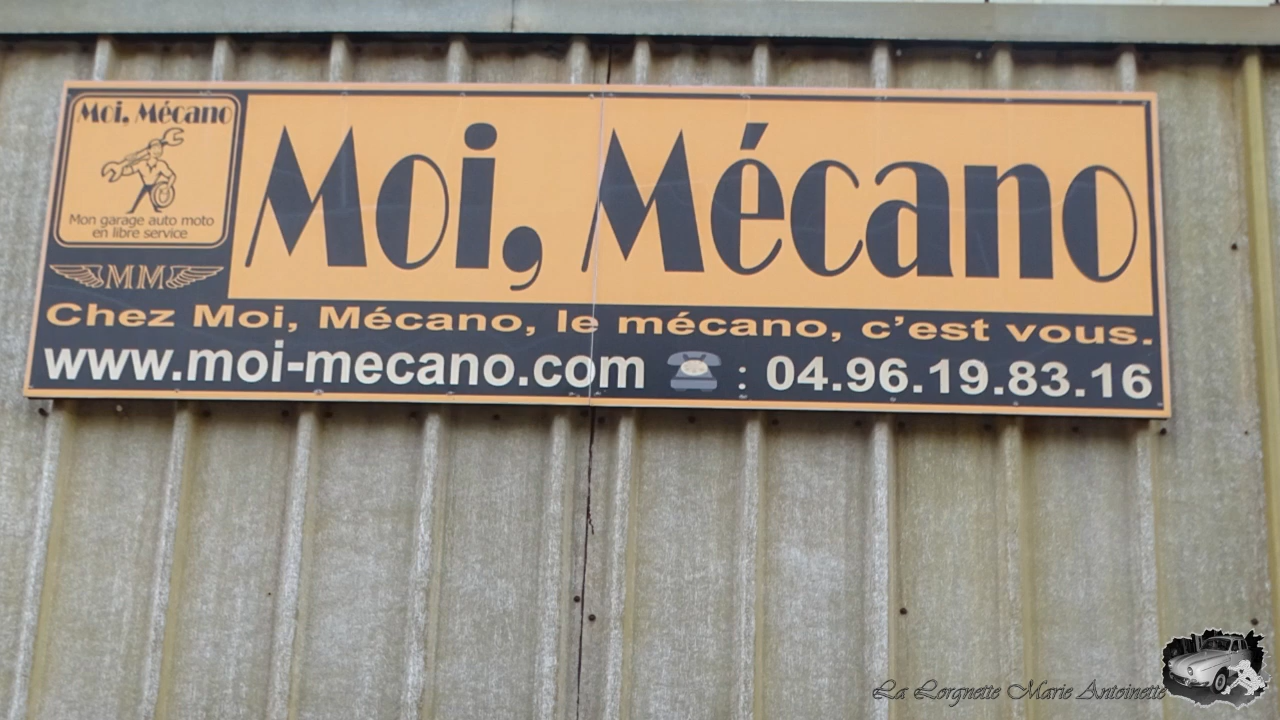 Moi, Mécano
Mon garage auto moto
en libre service
MM
Moi, Mécano
Chez Moi, Mécano, le mécano, c'est vous.
www.moi-mecano.com : 04.96.19.83.16
La Lorgnette Marie Antoinette